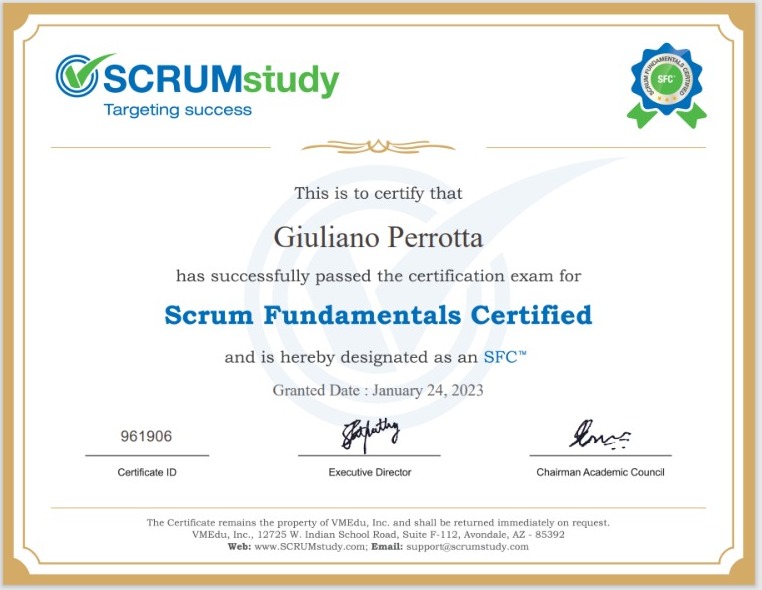 SCRUMstudy
Targeting success
SCRUM FUNDAMENTALS CERTIFIED
SFC™
This is to certify that
Giuliano Perrotta
has successfully passed the certification exam for
Scrum Fundamentals Certified
and is hereby designated as an SFC™
Granted Date : January 24, 2023
961906
Certificate ID
Executive Director
Chairman Academic Council
The Certificate remains the property of VMEdu, Inc. and shall be returned immediately on request.
VMEdu, Inc., 12725 W. Indian School Road, Suite F-112, Avondale, AZ - 85392
Web: www.SCRUMstudy.com; Email: support@scrumstudy.com